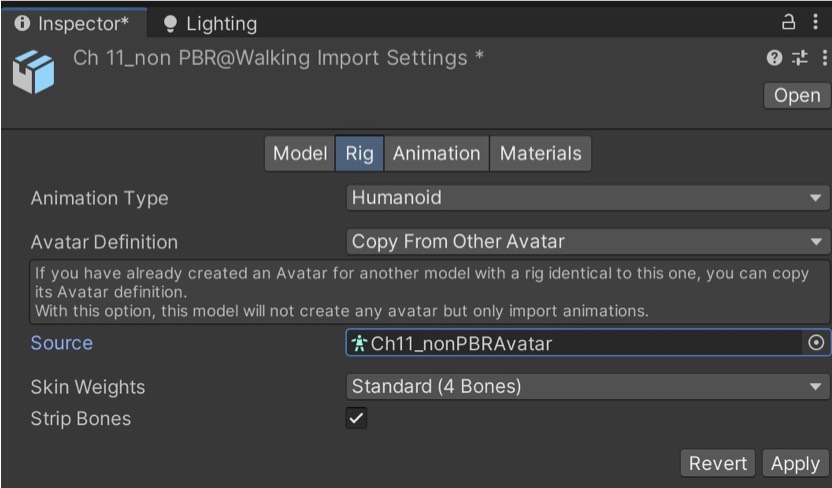 Inspector*
Lighting
Ch 11_non PBR@Walking Import Settings *
Open
Model Rig Animation Materials
Animation Type Humanoid
Avatar Definition Copy From Other Avatar
If you have already created an Avatar for another model with a rig identical to this one, you can copy
its Avatar definition.
With this option, this model will not create any avatar but only import animations.
Source Ch11_nonPBRAvatar
Skin Weights Standard (4 Bones)
Strip Bones
Revert Apply